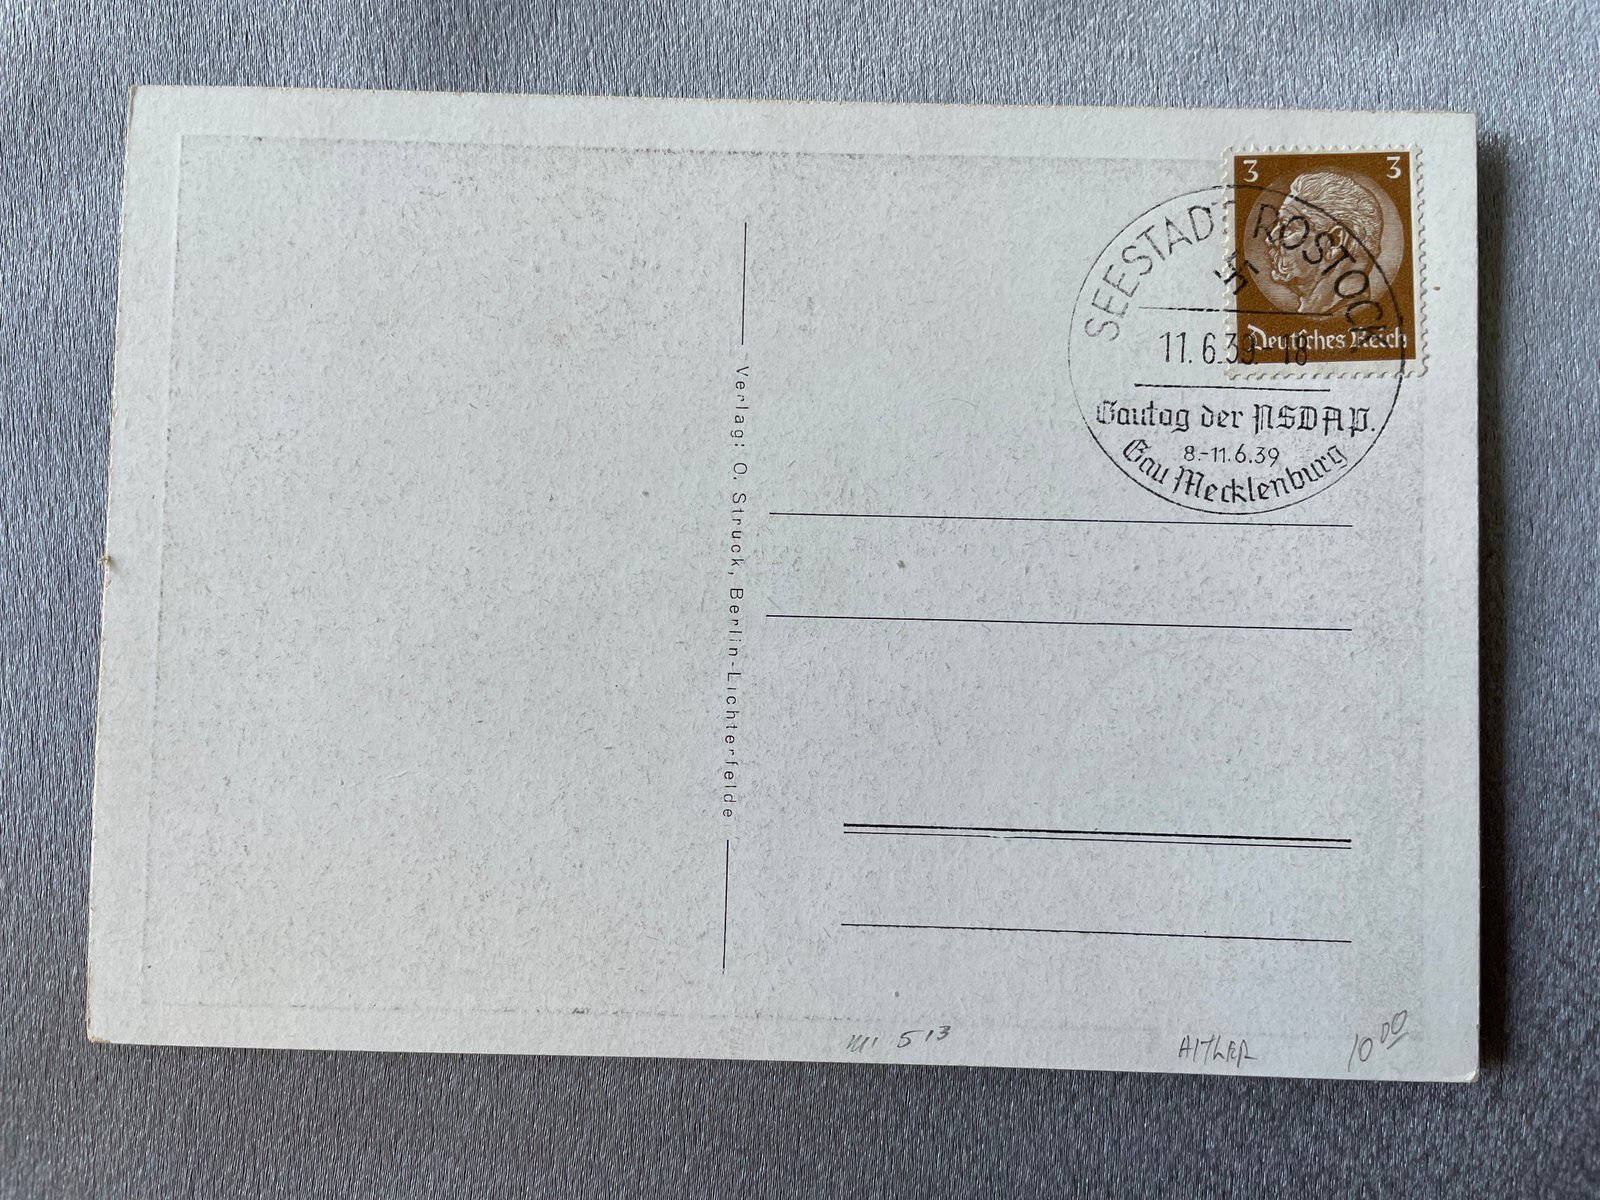 3 3
SEESTADT ROSTOCK
11.6.39-18
Deutsches Reich
Gautag der NSDAP.
8.-11.6.39
Gau Mecklenburg
Verlag: O. Struck, Berlin-Lichterfelde
513
HITLER
10 00